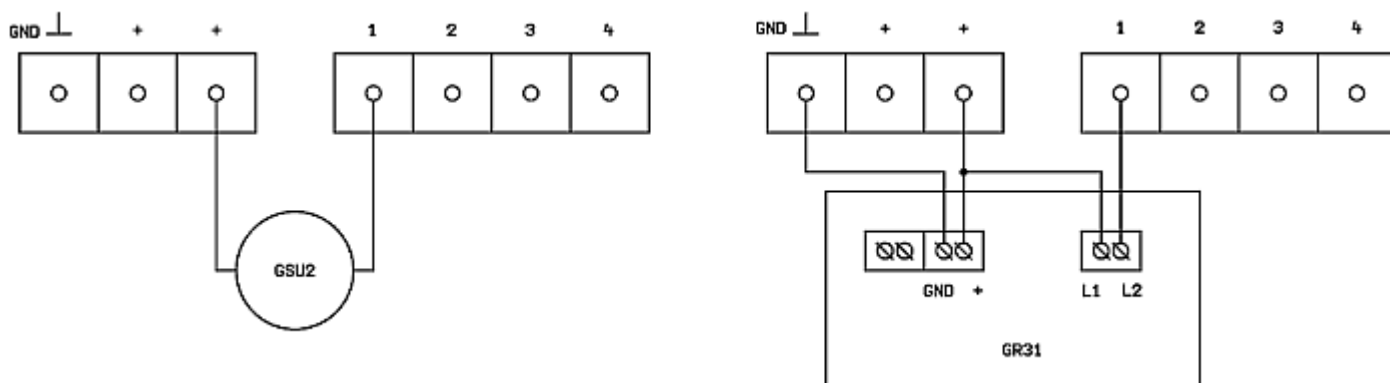 GND + + 1 2 3 4
GSU2
GND + + 1 2 3 4
GND + L1 L2
GR31